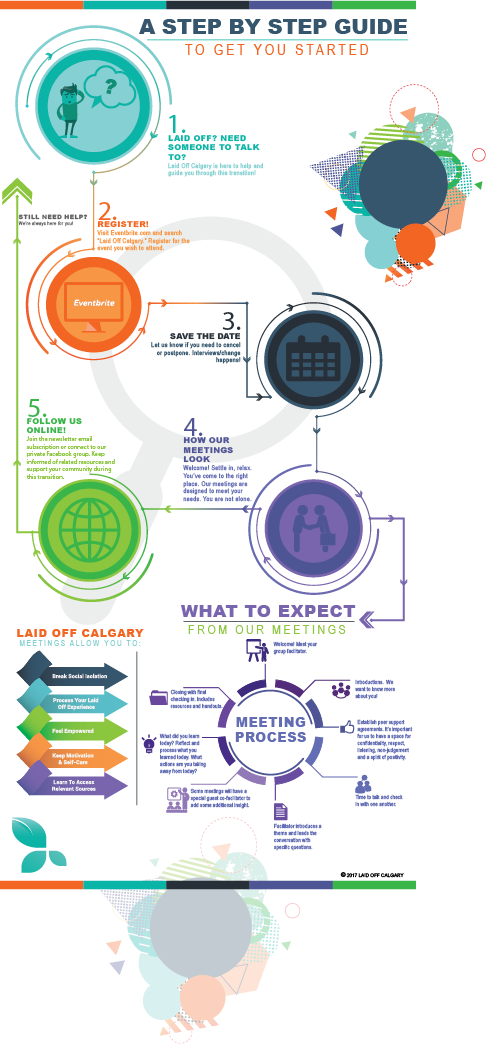 A STEP BY STEP GUIDE
TO GET YOU STARTED
?
1.
LAID OFF? NEED
SOMEONE TO TALK
TO?
Laid Off Calgary is here to help and
guide you through this transition!
STILL NEED HELP?
We're always here for you!
2.
REGISTER!
Visit Eventbrite.com and search
"Laid Off Calgary." Register for the
event you wish to attend.
Eventbrite
3.
SAVE THE DATE
Let us know if you need to cancel
or postpone. Interviews/change
happens!
5.
FOLLOW US
ONLINE!
Join the newsletter email
subscription or connect to our
private Facebook group. Keep
informed of related resources and
support your community during
this transition.
4.
HOW OUR
MEETINGS
LOOK
Welcome! Settle in, relax.
You've come to the right
place. Our meetings are
designed to meet your
needs. You are not alone.
WHAT TO EXPECT
FROM OUR MEETINGS
LAID OFF CALGARY
MEETINGS ALLOW YOU TO:
Break Social Isolation
Process Your Laid
Off Experience
Feel Empowered
Keep Motivation
& Self-Care
Learn To Access
Relevant Sources
MEETING
PROCESS
Welcome! Meet your
group facilitator.
Introductions. We
want to know more
about you!
Establish peer support
agreements. It's important
for us to have a space for
confidentiality, respect,
listening, non-judgement
and a spirit of positivity.
Time to talk and check
in with one another.
Facilitator introduces a
theme and leads the
conversation with
specific questions.
Some meetings will have a
special guest co-facilitator to
add some additional insight.
What did you learn
today? Reflect and
process what you
learned today. What
actions are you taking
away from today?
Closing with final
checking in. Includes
resources and handouts.
© 2017 LAID OFF CALGARY